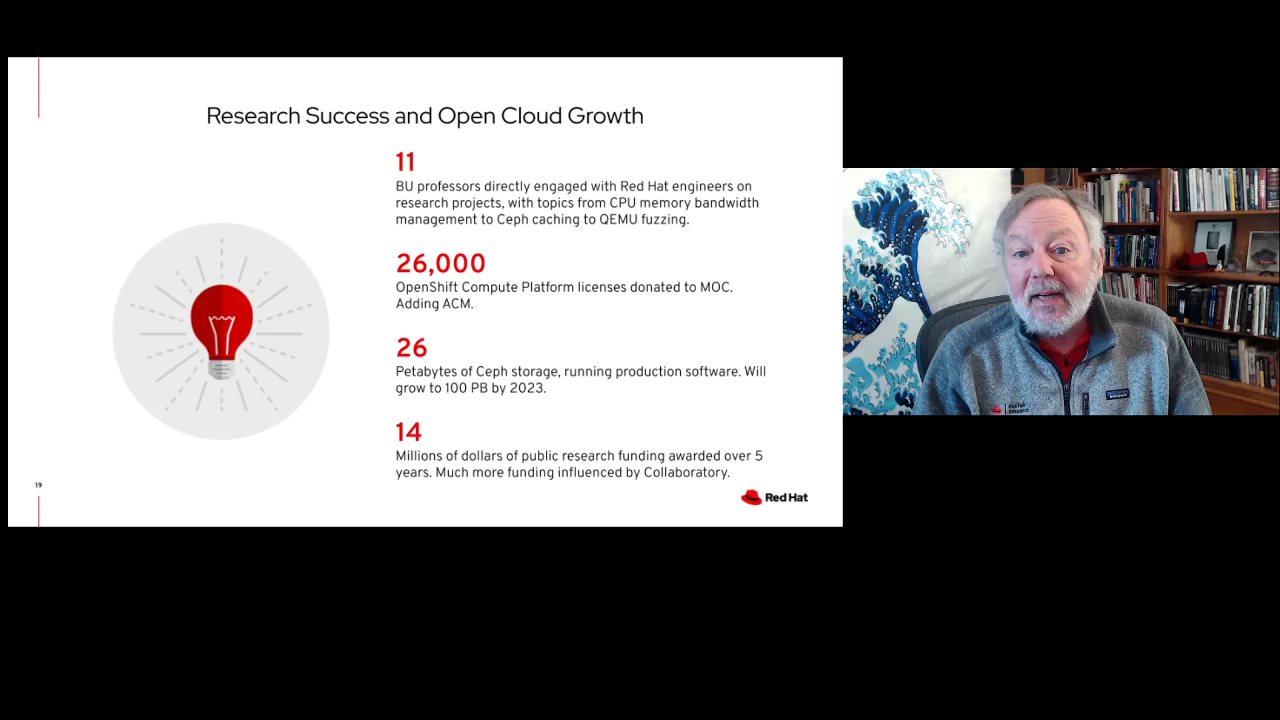 Research Success and Open Cloud Growth
11
BU professors directly engaged with Red Hat engineers on
research projects, with topics from CPU memory bandwidth
management to Ceph caching to QEMU fuzzing.
26,000
OpenShift Compute Platform licenses donated to MOC.
Adding ACM.
26
Petabytes of Ceph storage, running production software. Will
grow to 100 PB by 2023.
14
Millions of dollars of public research funding awarded over 5
years. Much more funding influenced by Collaboratory.
19
Red Hat
Red Hat
Research